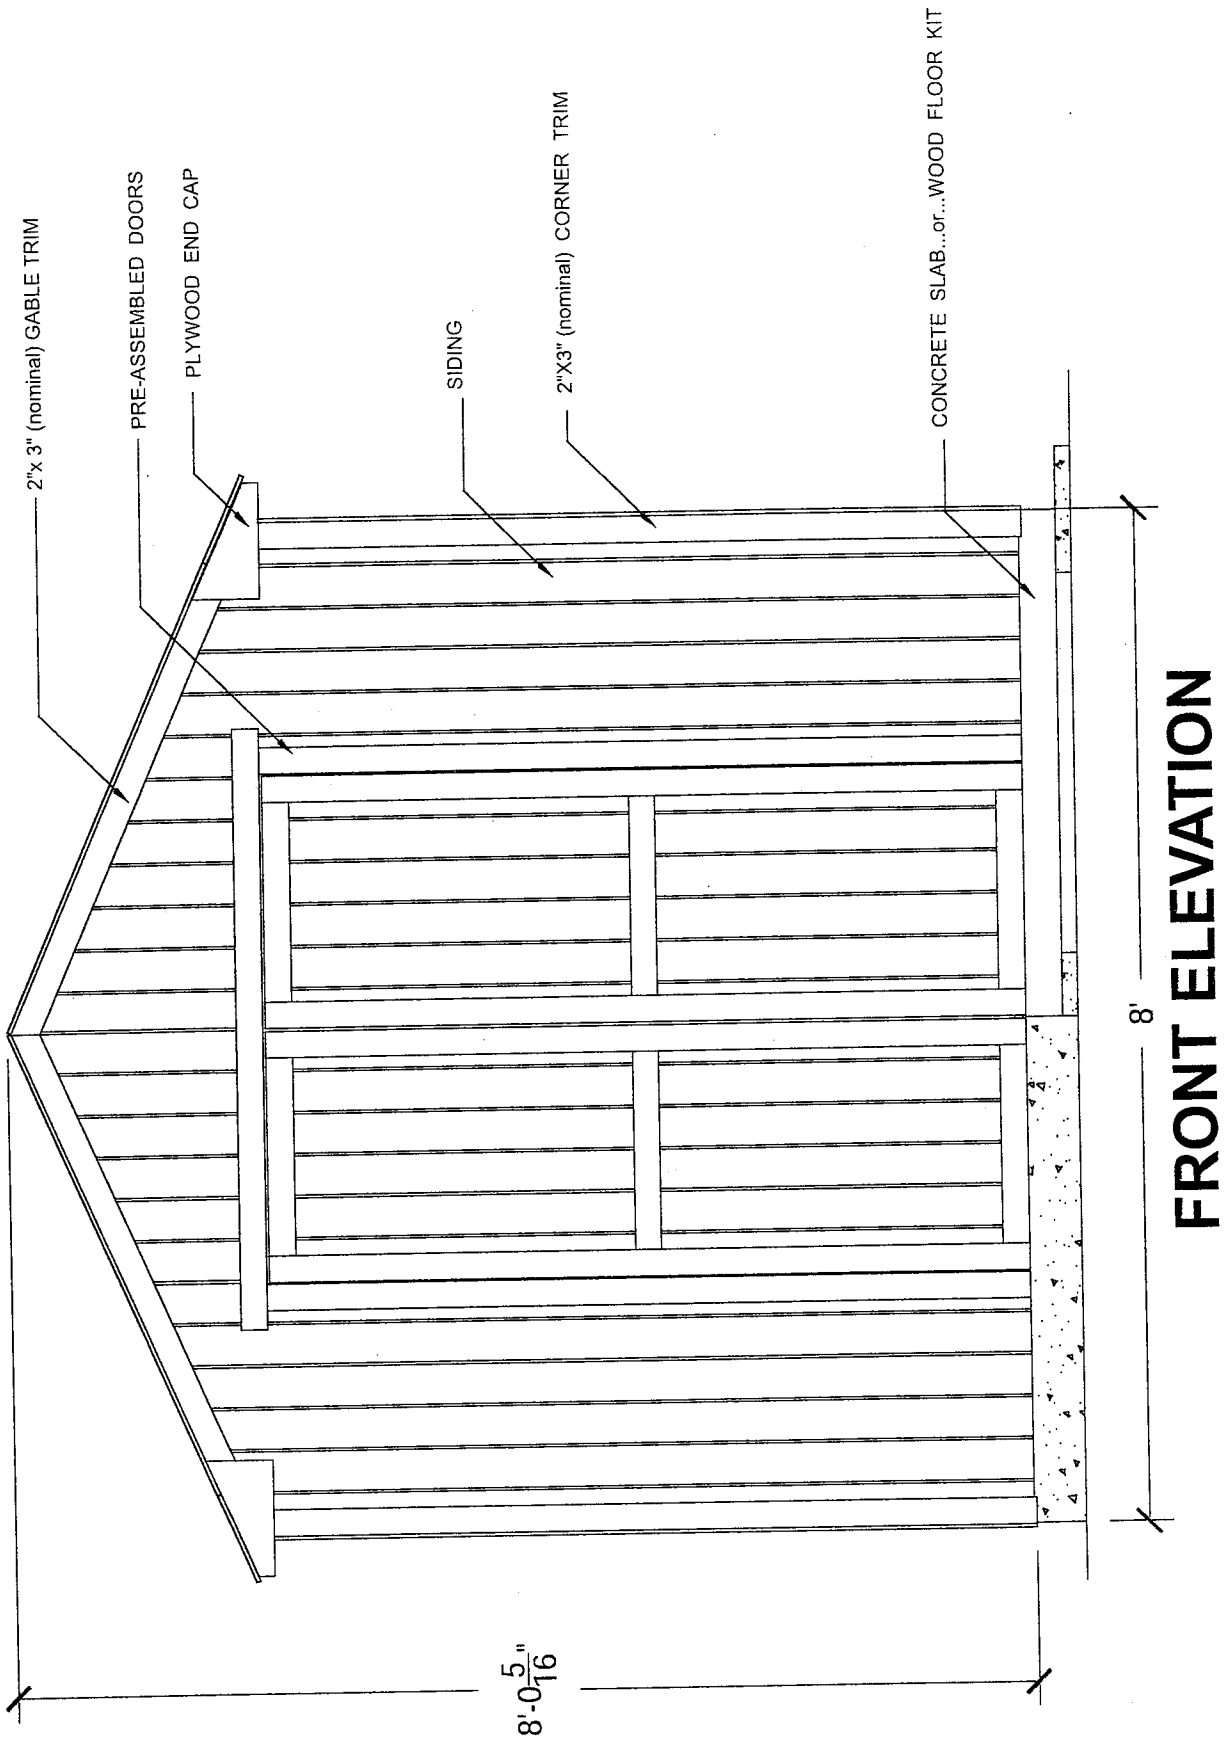 2"x 3" (nominal) GABLE TRIM
PRE-ASSEMBLED DOORS
PLYWOOD END CAP
SIDING
2"X3" (nominal) CORNER TRIM
CONCRETE SLAB...or...WOOD FLOOR KIT
8'-0 5/16"
8'
FRONT ELEVATION